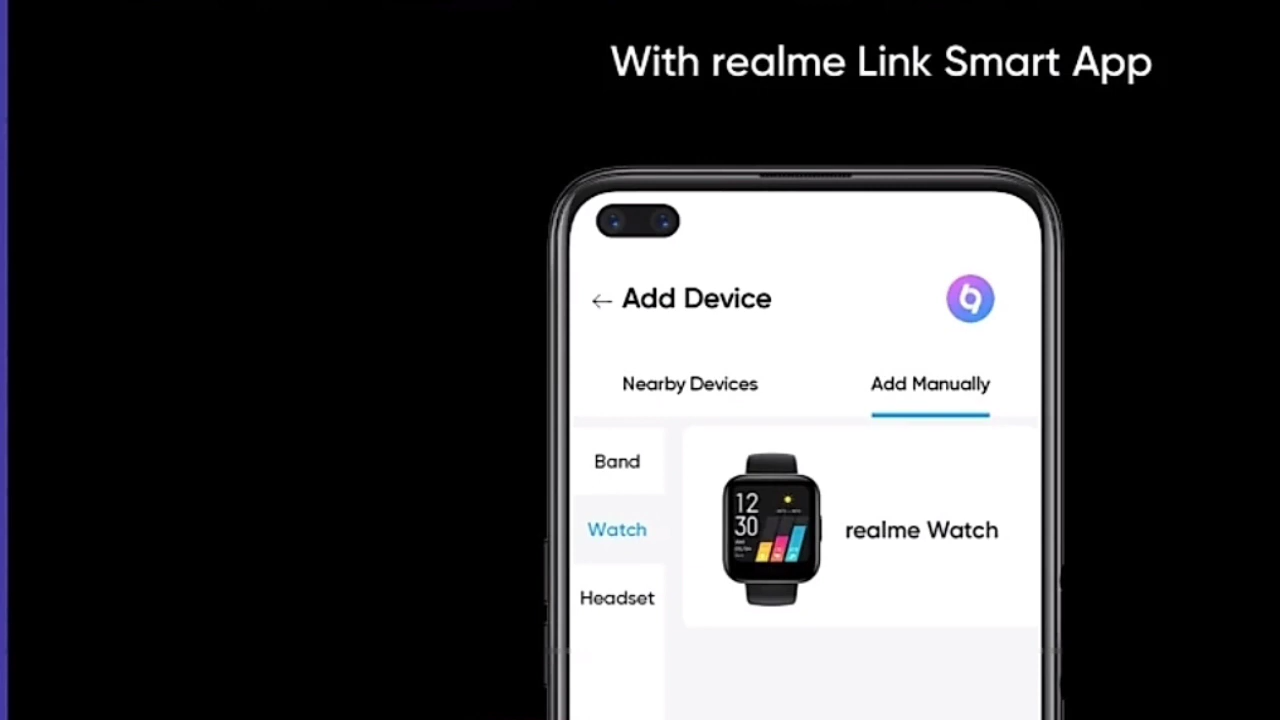 With realme Link Smart App
← Add Device
Nearby Devices
Add Manually
Band
Watch
Headset
12
30
realme Watch